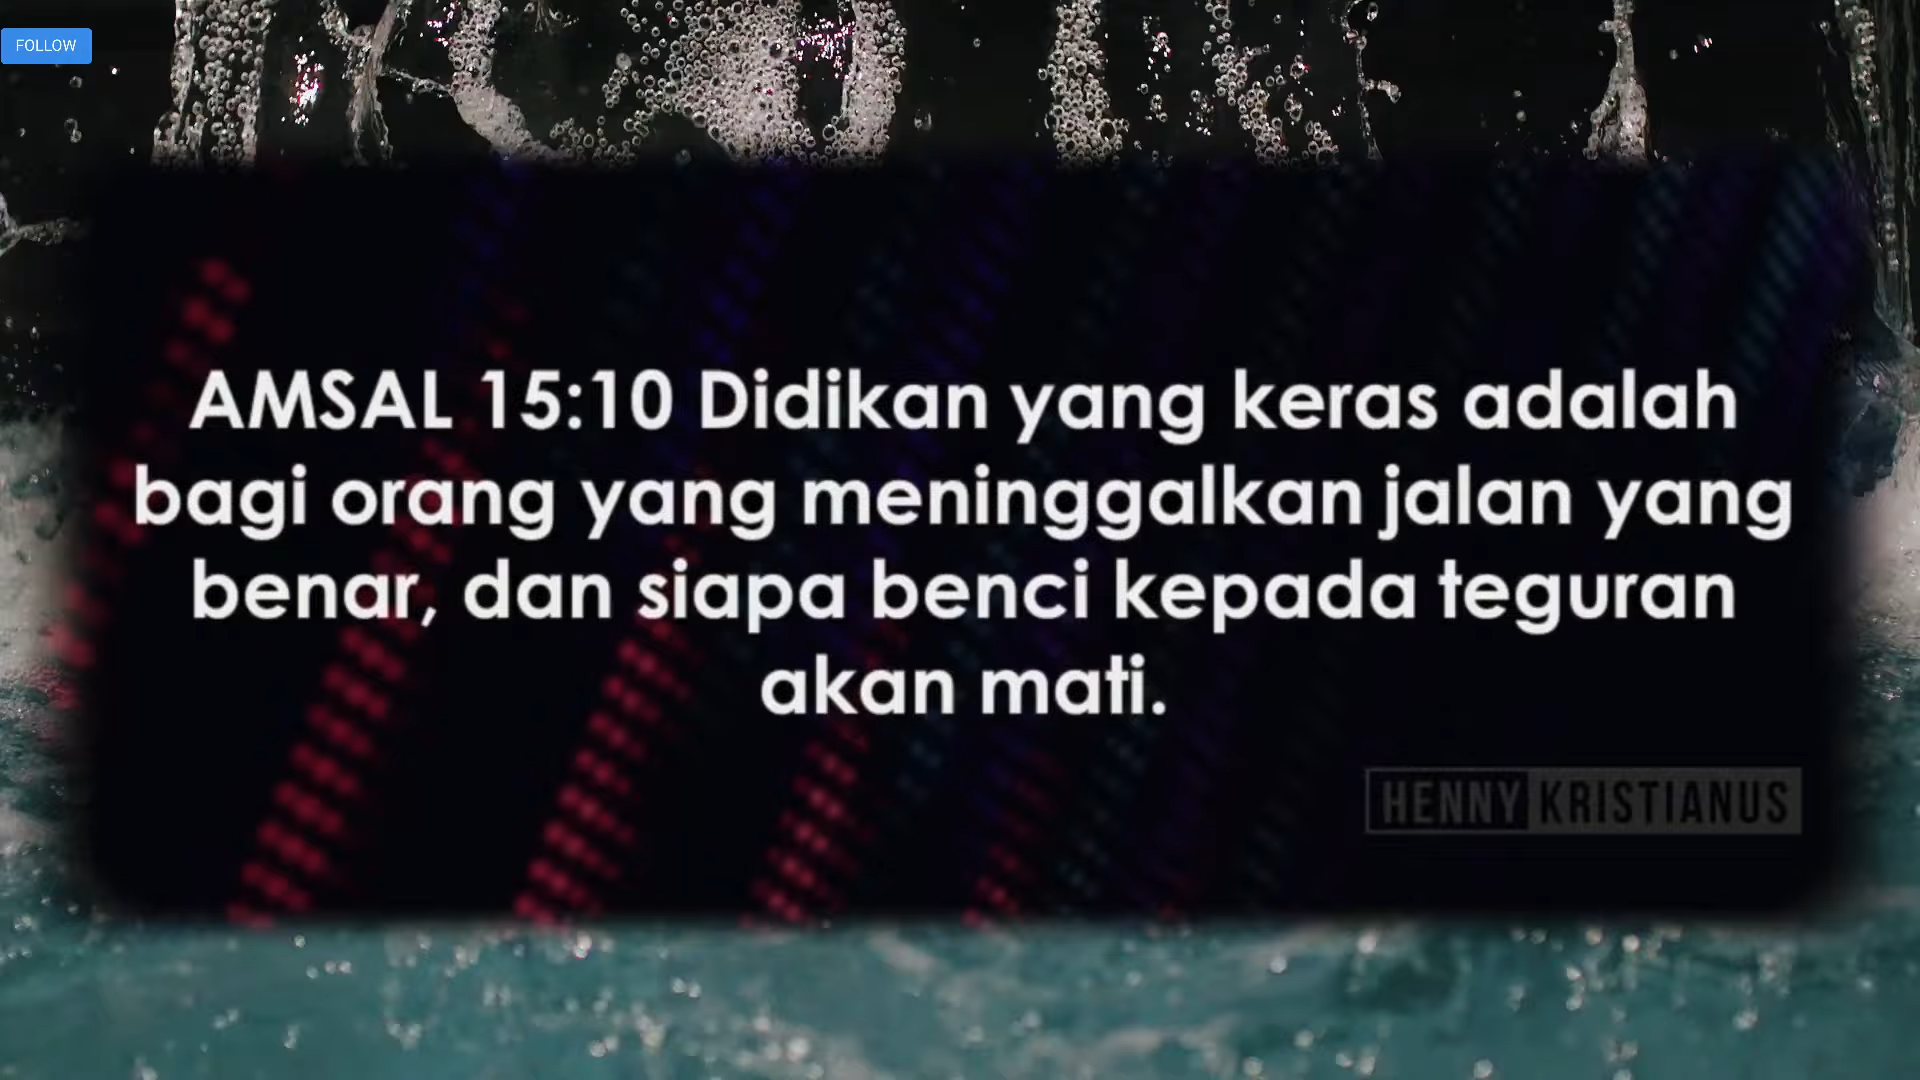 FOLLOW
AMSAL 15:10 Didikan yang keras adalah
bagi orang yang meninggalkan jalan yang
benar, dan siapa benci kepada teguran
akan mati.
HENNY KRISTIANUS